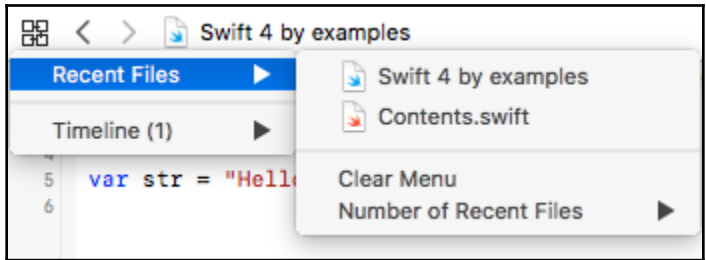 Swift 4 by examples
Recent Files
Swift 4 by examples
Contents.swift
Timeline (1)
5 var str = "Hell
Clear Menu
6
Number of Recent Files